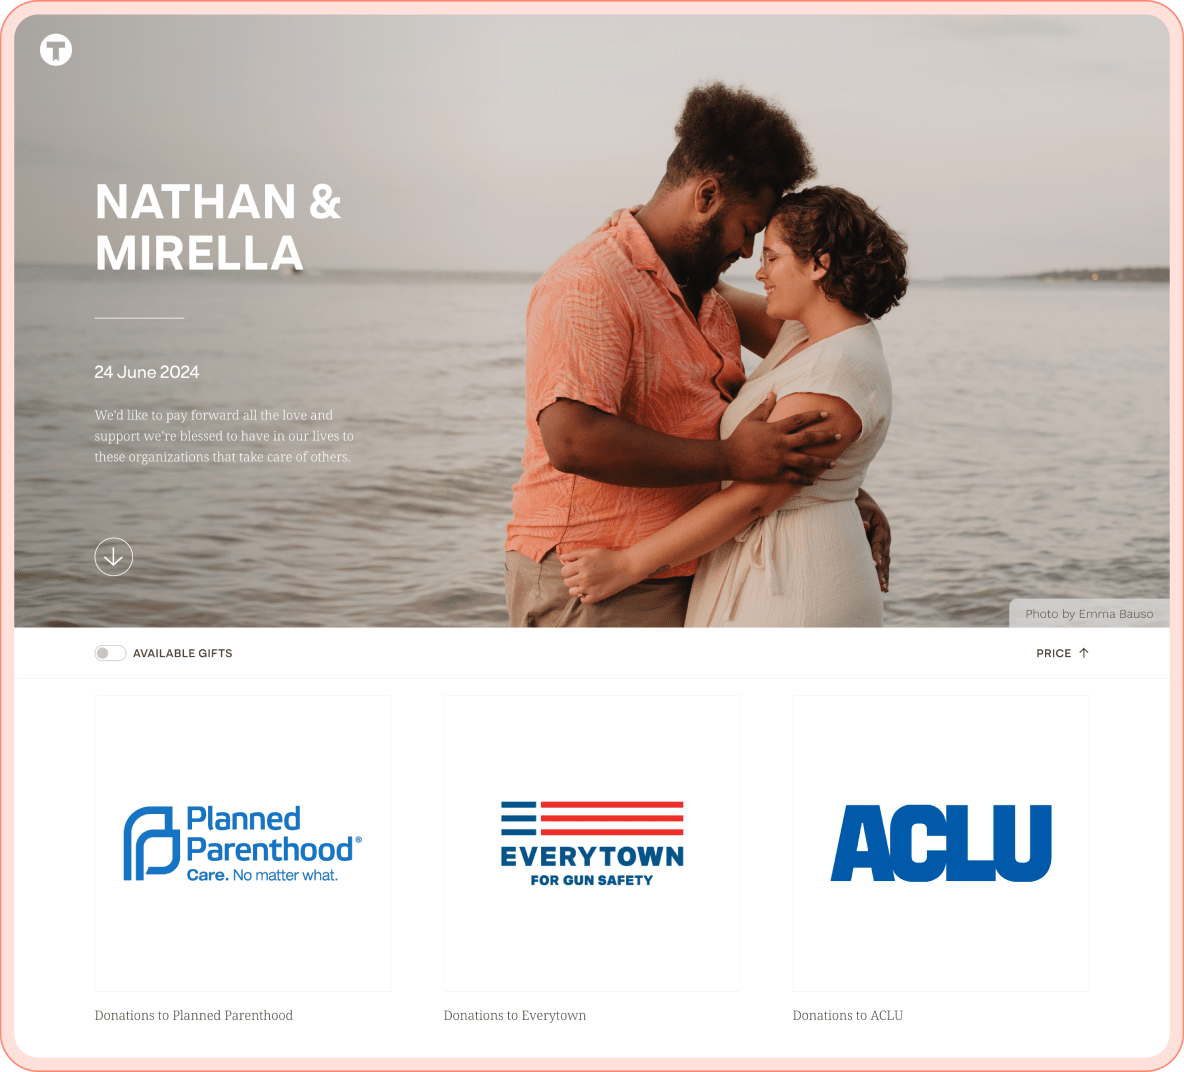 T
NATHAN &
MIRELLA
24 June 2024
We’d like to pay forward all the love and
support we’re blessed to have in our lives to
these organizations that take care of others.
Photo by Emma Bauso
AVAILABLE GIFTS
PRICE
Planned
Parenthood®
Care. No matter what.
EVERYTOWN
FOR GUN SAFETY
ACLU
Donations to Planned Parenthood
Donations to Everytown
Donations to ACLU